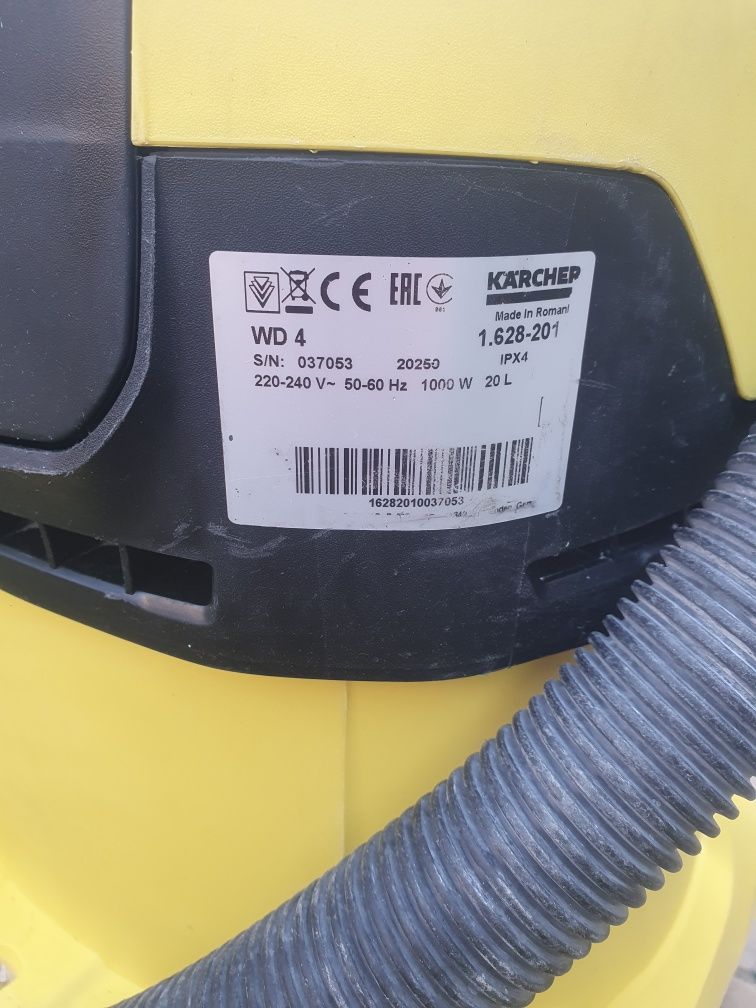 CE EAC
001
KÄRCHER
Made in Romani
WD 4 1.628-201
S/N: 037053 20250 IPX4
220-240 V~ 50-60 Hz 1000 W 20 L
16282010037053